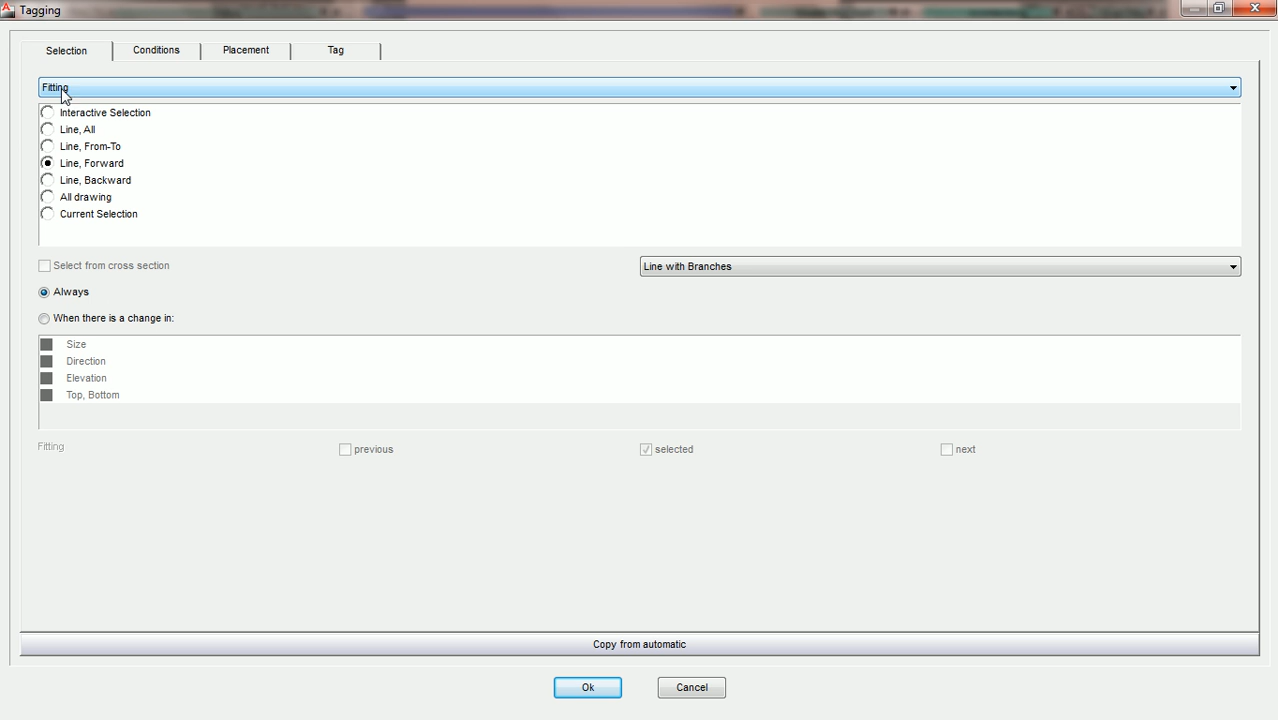 Tagging
Selection Conditions Placement Tag
Fitting
Interactive Selection
Line, All
Line, From-To
Line, Forward
Line, Backward
All drawing
Current Selection
Select from cross section Line with Branches
Always
When there is a change in:
Size
Direction
Elevation
Top, Bottom
Fitting previous selected next
Copy from automatic
Ok Cancel